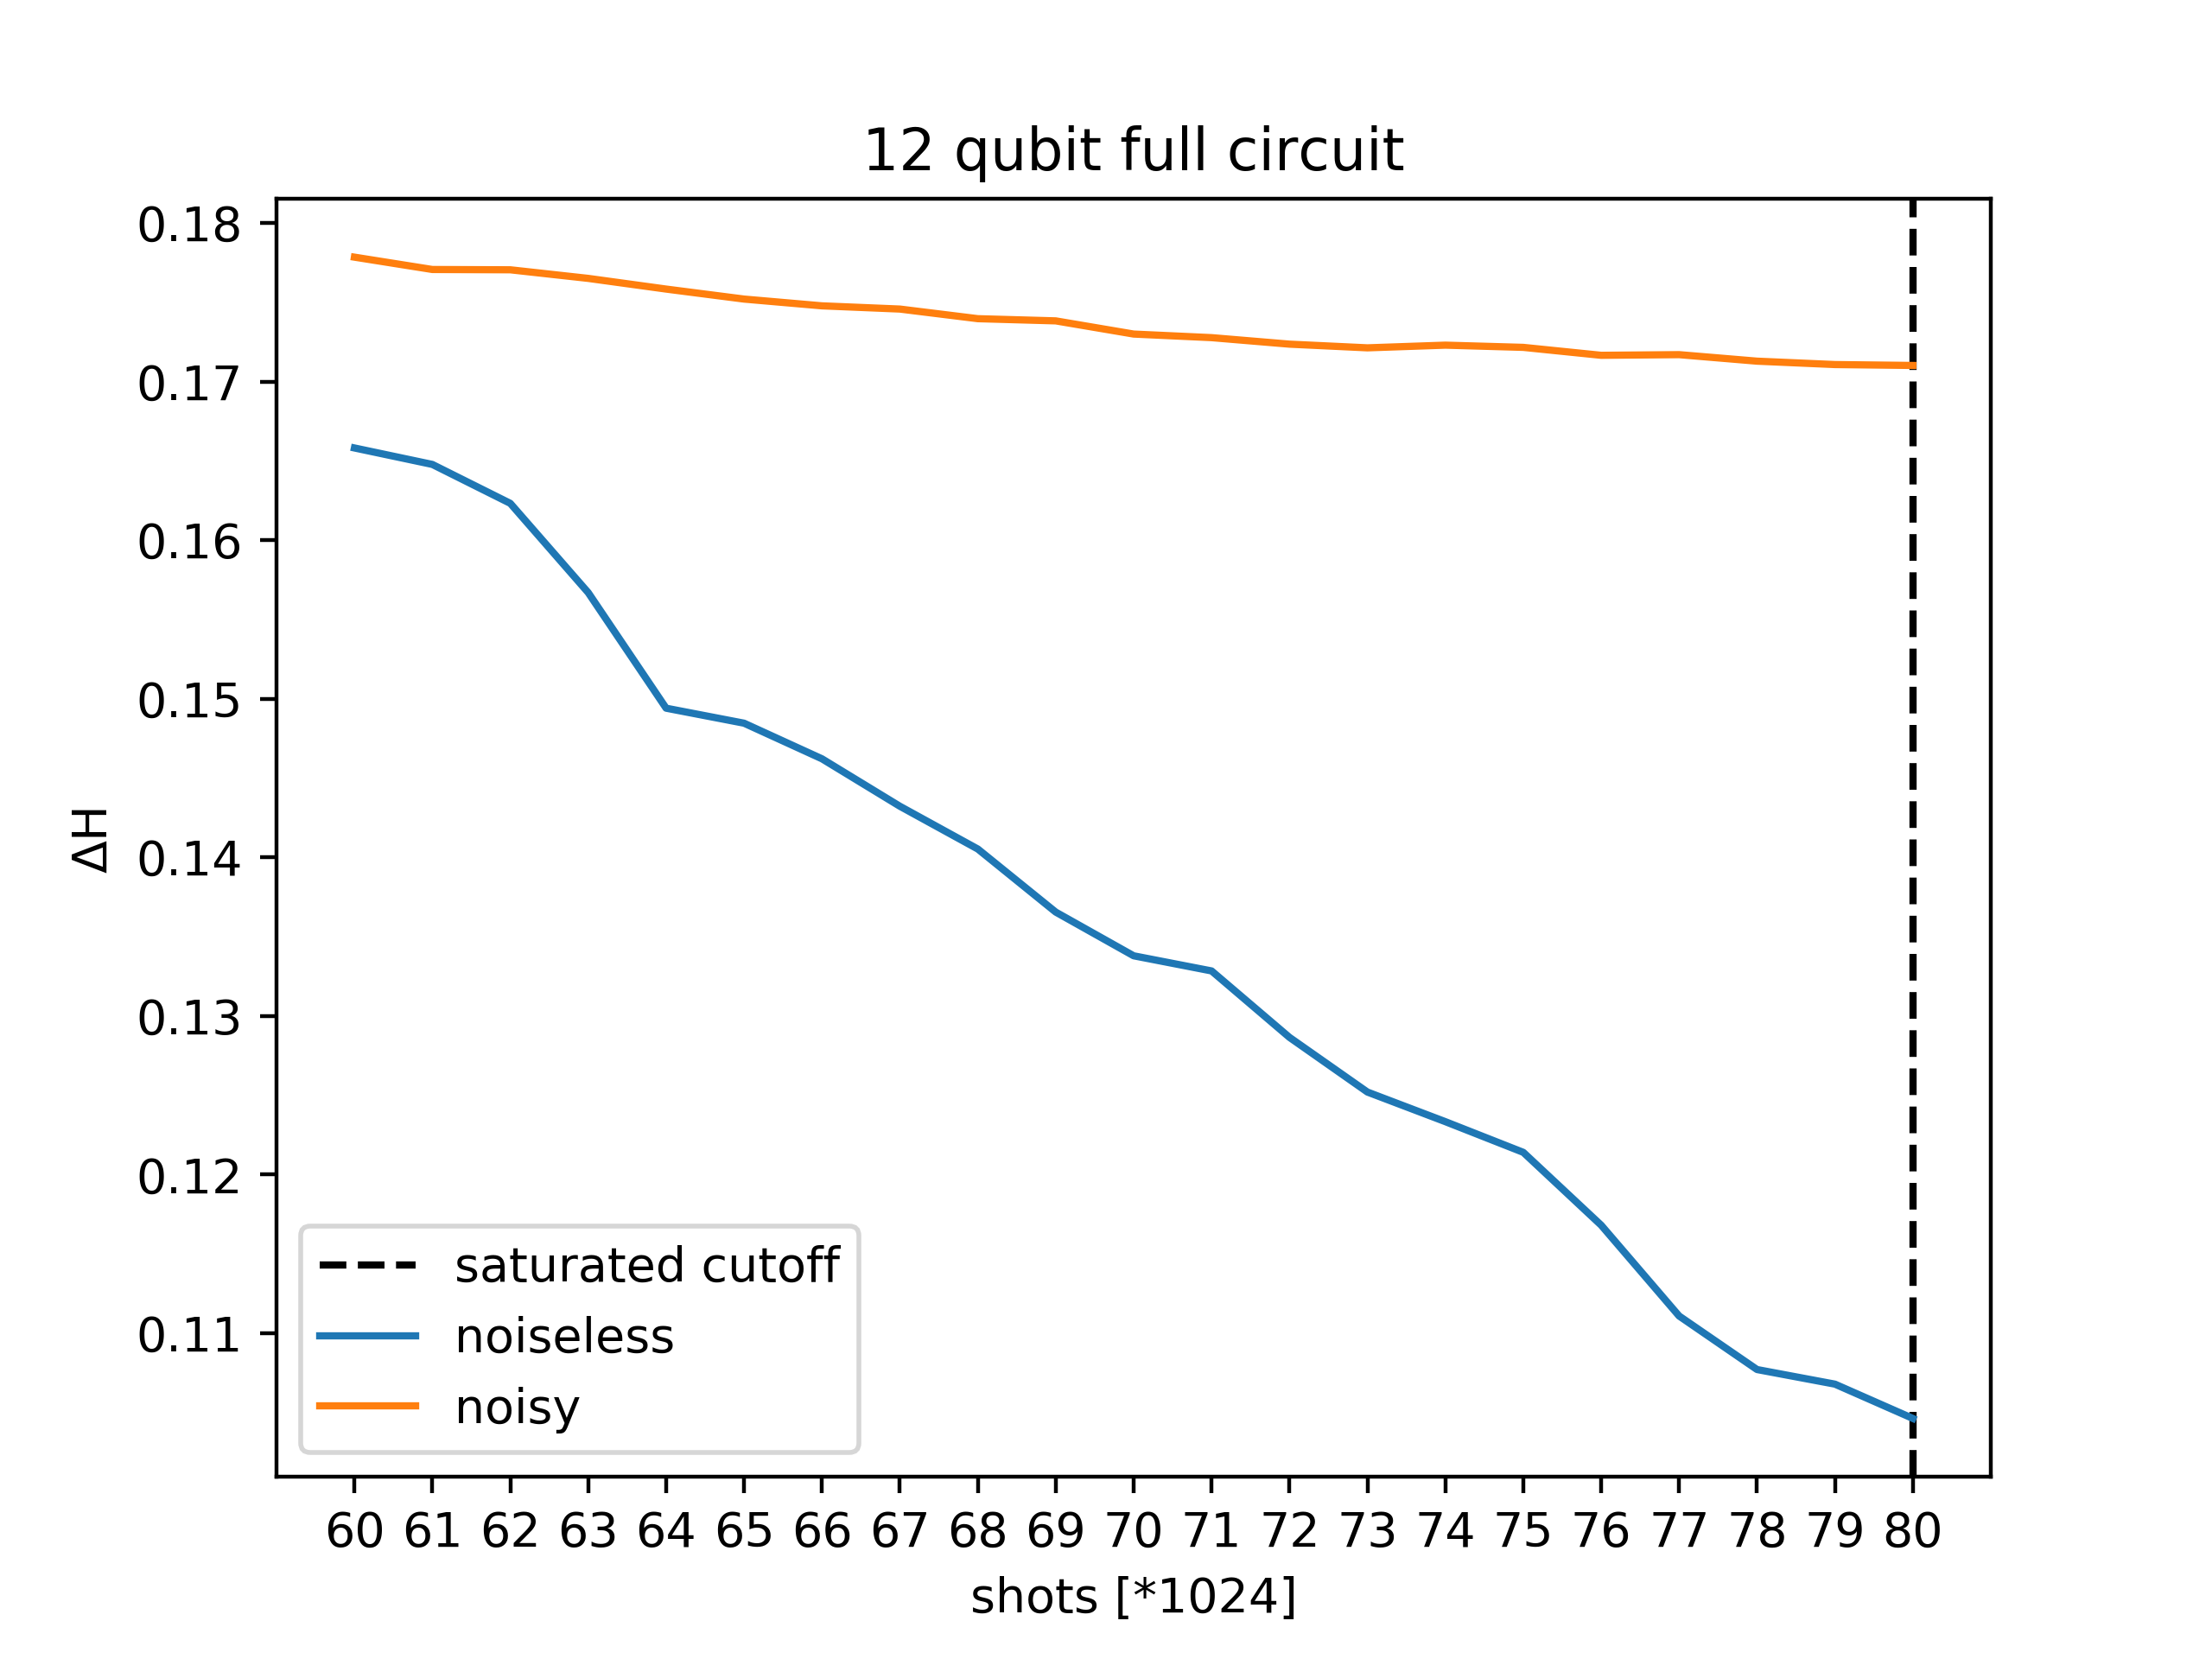 12 qubit full circuit
0.18
0.17
0.16
0.15
0.14
0.13
0.12
0.11
ΔH
saturated cutoff
noiseless
noisy
60 61 62 63 64 65 66 67 68 69 70 71 72 73 74 75 76 77 78 79 80
shots [*1024]